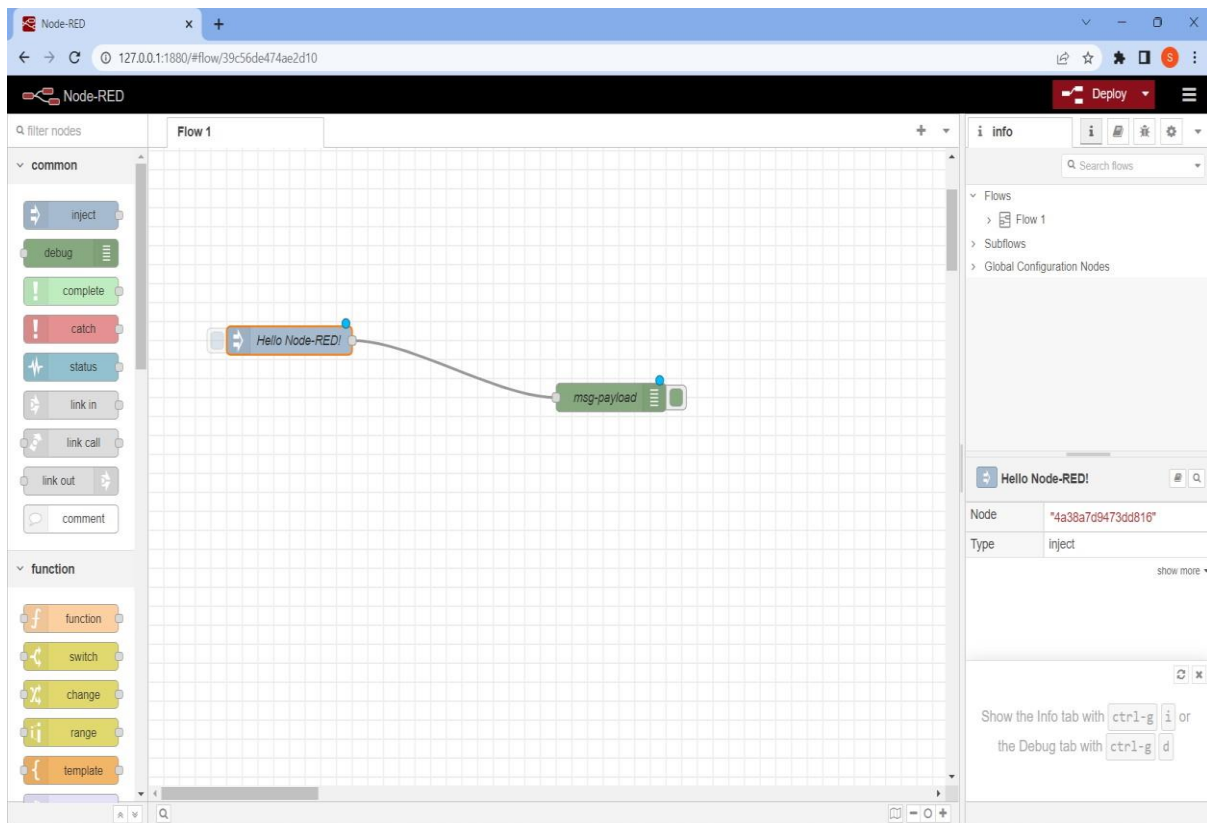 Node-RED
127.0.0.1:1880/#flow/39c56de474ae2d10
S
Node-RED
Deploy
filter nodes
Flow 1
i info
i
common
Search flows
inject
debug
complete
catch
status
link in
link call
link out
comment
function
function
switch
change
range
template
Hello Node-RED!
msg-payload
Flows
Flow 1
Subflows
Global Configuration Nodes
Hello Node-RED!
Node "4a38a7d9473dd816"
Type inject
show more
Show the Info tab with ctrl-g i or
the Debug tab with ctrl-g d